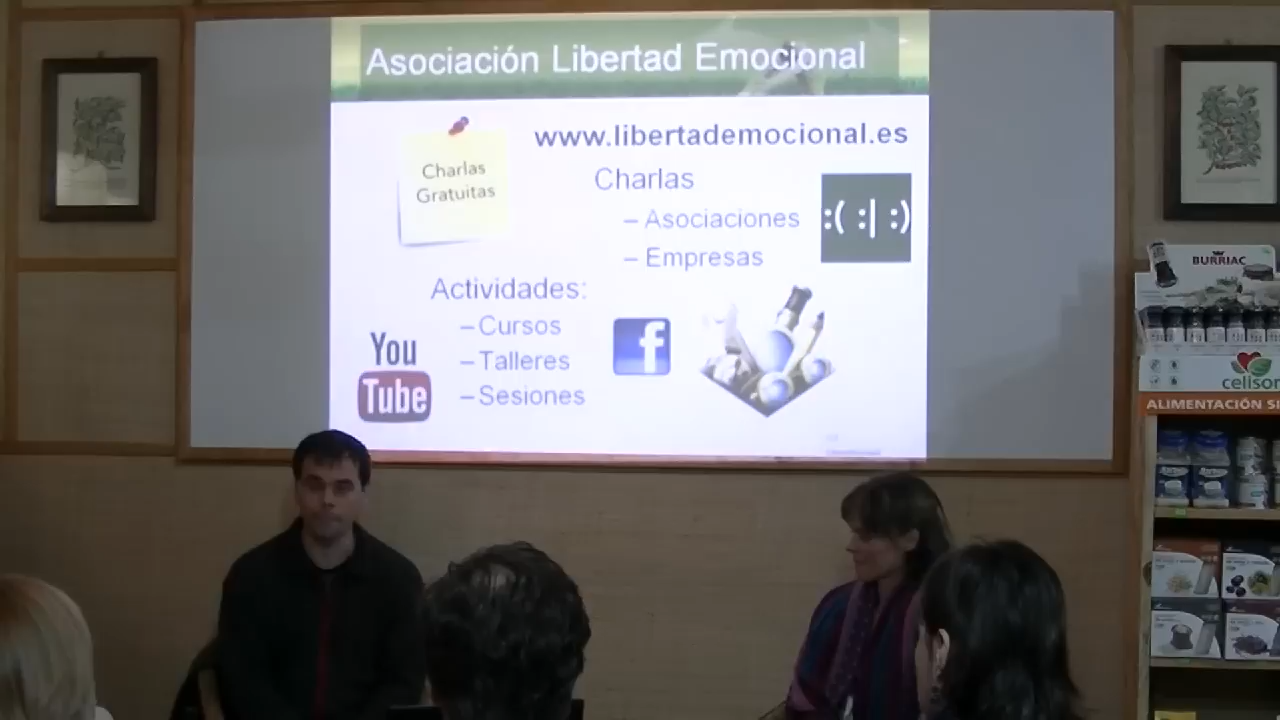 Asociación Libertad Emocional
www.libertademocional.es
Charlas
Gratuitas
Charlas
– Asociaciones
– Empresas
:( :| :)
Actividades:
– Cursos
– Talleres
– Sesiones
You
Tube
f
BURRIAC
ALIMENTACIÓN